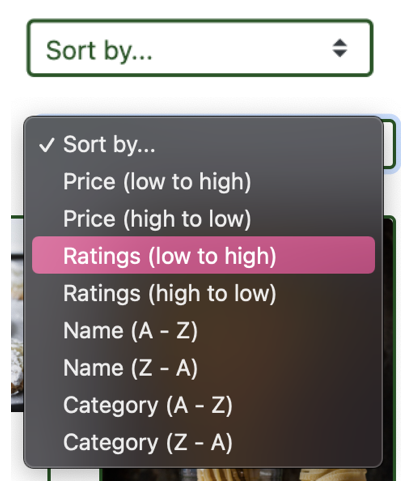 Sort by...
✓ Sort by...
Price (low to high)
Price (high to low)
Ratings (low to high)
Ratings (high to low)
Name (A - Z)
Name (Z - A)
Category (A - Z)
Category (Z - A)